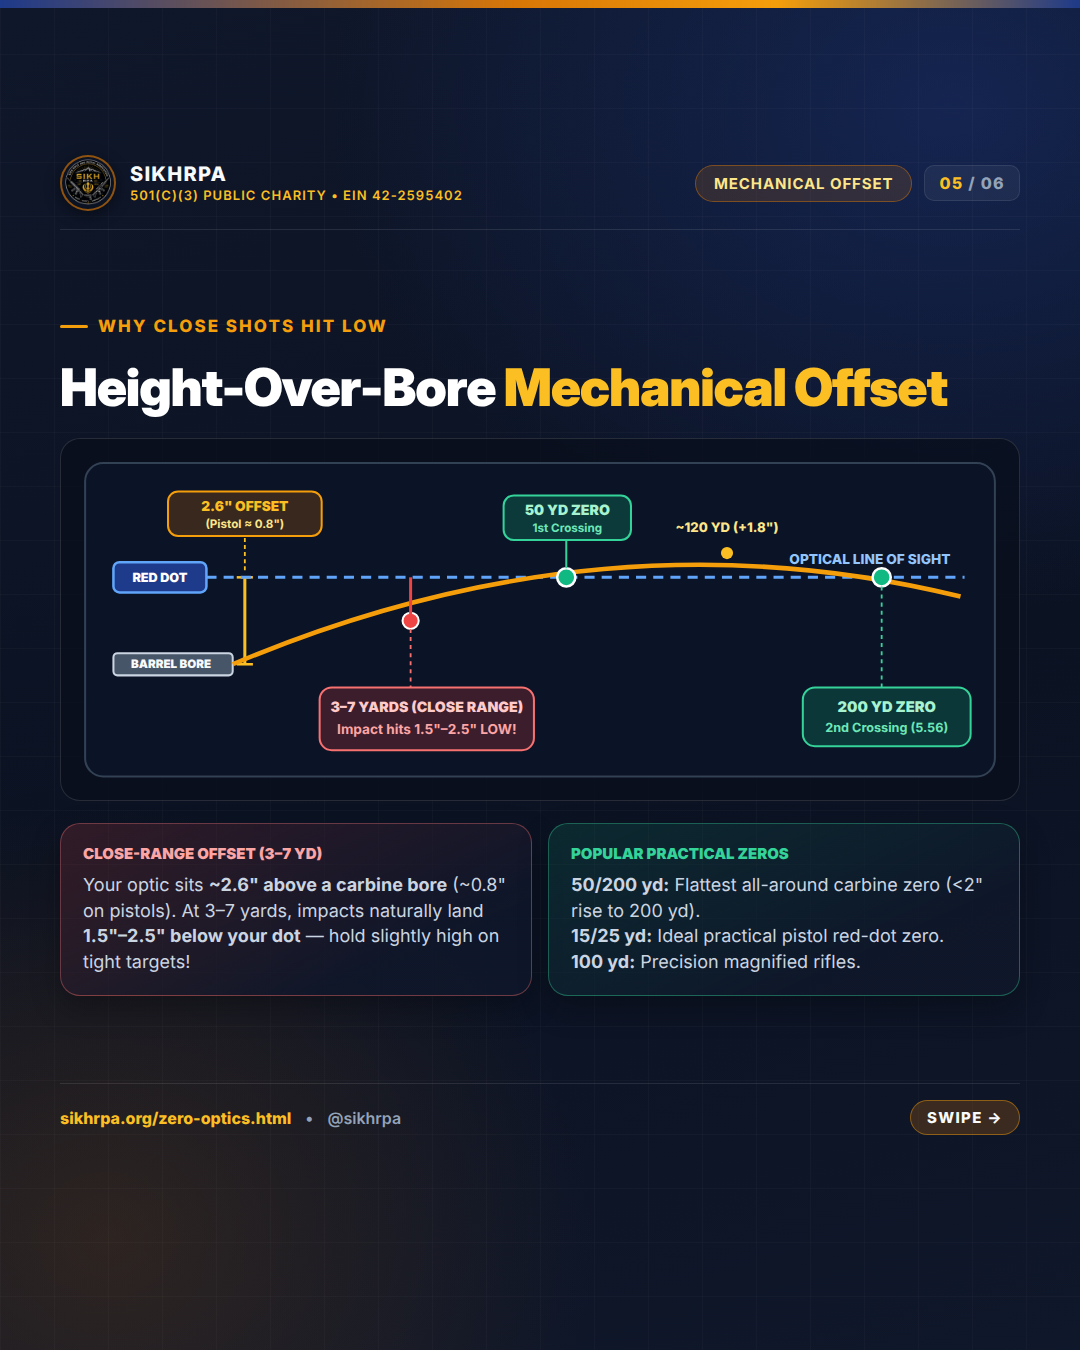 SIKH
SIKHRPA
501(C)(3) PUBLIC CHARITY • EIN 42-2595402
MECHANICAL OFFSET
05 / 06
WHY CLOSE SHOTS HIT LOW
Height-Over-Bore Mechanical Offset
2.6" OFFSET
(Pistol ≈ 0.8")
50 YD ZERO
1st Crossing
~120 YD (+1.8")
OPTICAL LINE OF SIGHT
RED DOT
BARREL BORE
3–7 YARDS (CLOSE RANGE)
Impact hits 1.5"–2.5" LOW!
200 YD ZERO
2nd Crossing (5.56)
CLOSE-RANGE OFFSET (3–7 YD)
Your optic sits ~2.6" above a carbine bore (~0.8"
on pistols). At 3–7 yards, impacts naturally land
1.5"–2.5" below your dot — hold slightly high on
tight targets!
POPULAR PRACTICAL ZEROS
50/200 yd: Flattest all-around carbine zero (<2"
rise to 200 yd).
15/25 yd: Ideal practical pistol red-dot zero.
100 yd: Precision magnified rifles.
sikhrpa.org/zero-optics.html • @sikhrpa
SWIPE →